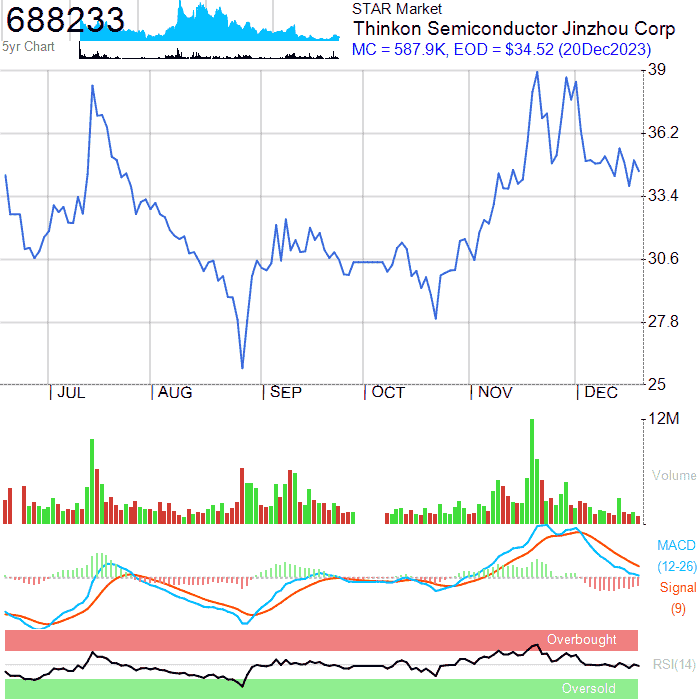 688233
5yr Chart
STAR Market
Thinkon Semiconductor Jinzhou Corp
MC = 587.9K, EOD = $34.52 (20Dec2023)
39
36.2
33.4
30.6
27.8
25
JUL AUG SEP OCT NOV DEC
12M
Volume
MACD
(12-26)
Signal
(9)
Overbought
RSI(14)
Oversold